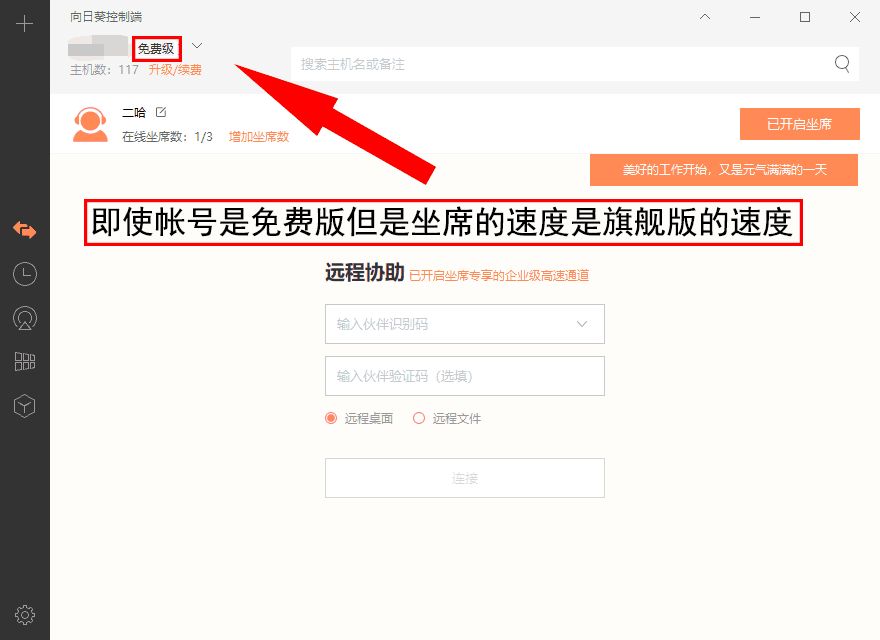 向日葵控制端
免费级
主机数：117 升级/续费
搜素主机名或备注
二哈
在线坐席数：1/3 增加坐席数
已开启坐席
美好的工作开始，又是元气满满的一天
即使帐号是免费版但是坐席的速度是旗舰版的速度
远程协助 已开启坐席专享的企业级高速通道
输入伙伴识别码
输入伙伴验证码（选填）
远程桌面 远程文件
连接